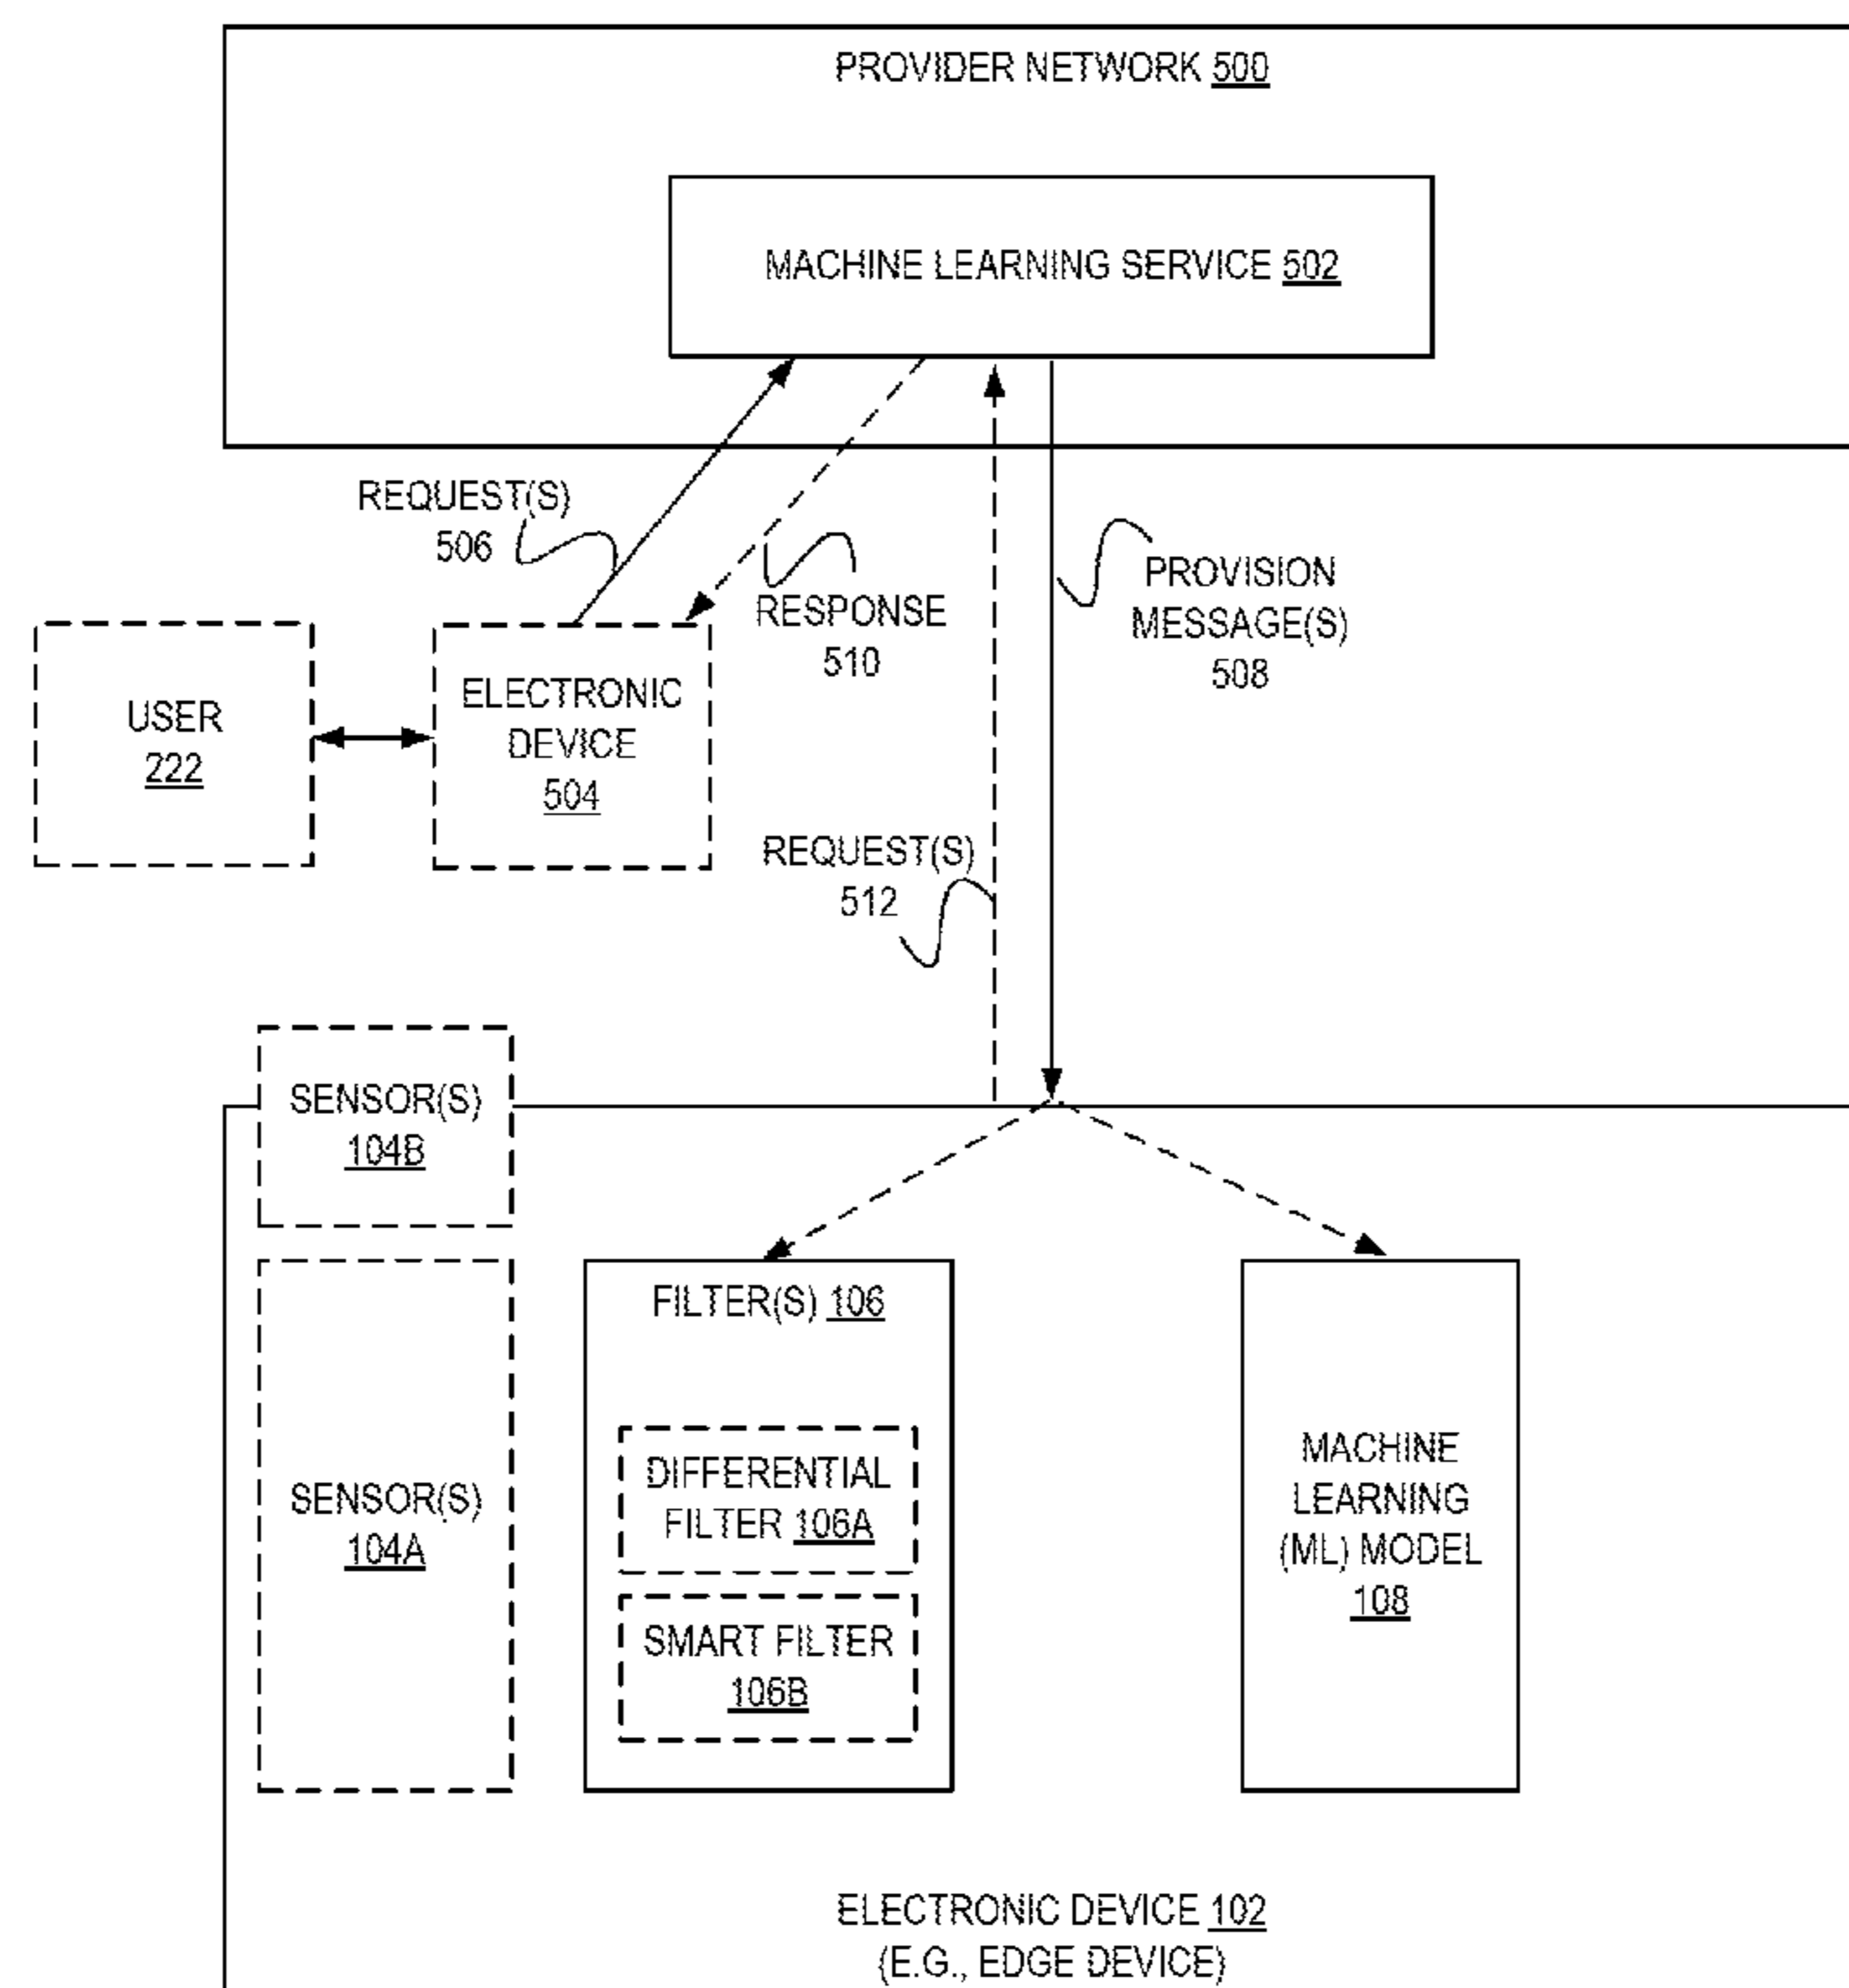 PROVIDER NETWORK 500
MACHINE LEARNING SERVICE 502
REQUEST(S)
506
RESPONSE
510
PROVISION
MESSAGE(S)
508
USER
222
ELECTRONIC
DEVICE
504
REQUEST(S)
512
SENSOR(S)
104B
SENSOR(S)
104A
FILTER(S) 106
DIFFERENTIAL
FILTER 106A
SMART FILTER
106B
MACHINE
LEARNING
(ML) MODEL
108
ELECTRONIC DEVICE 102
(E.G., EDGE DEVICE)